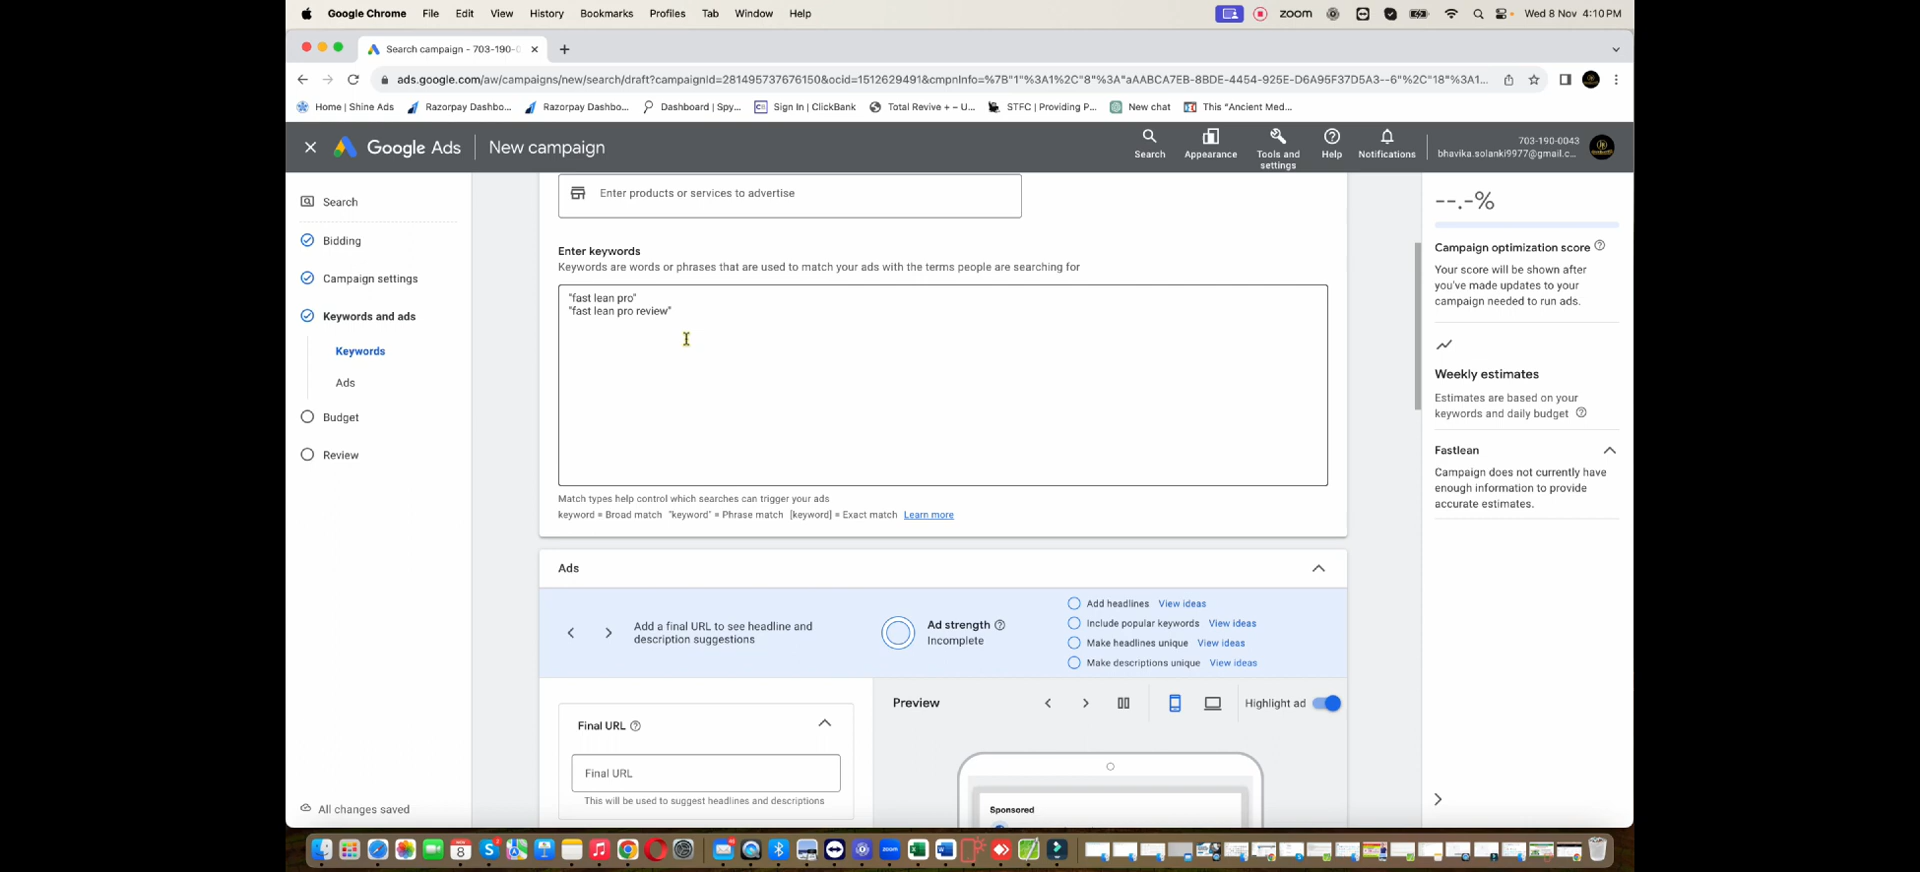 Google Chrome File Edit View History Bookmarks Profiles Tab Window Help
zoom Wed 8 Nov 4:10 PM
Search campaign - 703-190-0
ads.google.com/aw/campaigns/new/search/draft?campaignId=281495737676150&ocid=1512629491&cmpnInfo=%7B"1"%3A1%2C"8"%3A"aAABCA7EB-8BDE-4454-925E-D6A95F37D5A3--6"%2C"18"%3A1...
Home | Shine Ads Razorpay Dashbo... Razorpay Dashbo... Dashboard | Spy... Sign In | ClickBank Total Revive + – U... STFC | Providing P... New chat This "Ancient Med...
Google Ads New campaign
Search Appearance Tools and settings Help Notifications
703-190-0043
bhavika.solanki9977@gmail.c...
Search
Bidding
Campaign settings
Keywords and ads
Keywords
Ads
Budget
Review
All changes saved
Enter products or services to advertise
Enter keywords
Keywords are words or phrases that are used to match your ads with the terms people are searching for
"fast lean pro"
"fast lean pro review"
Match types help control which searches can trigger your ads
keyword = Broad match "keyword" = Phrase match [keyword] = Exact match Learn more
Ads
Add a final URL to see headline and
description suggestions
Ad strength
Incomplete
Add headlines View ideas
Include popular keywords View ideas
Make headlines unique View ideas
Make descriptions unique View ideas
Final URL
Final URL
This will be used to suggest headlines and descriptions
Preview
Highlight ad
Sponsored
--.-%
Campaign optimization score
Your score will be shown after
you've made updates to your
campaign needed to run ads.
Weekly estimates
Estimates are based on your
keywords and daily budget
Fastlean
Campaign does not currently have
enough information to provide
accurate estimates.
NOV
8
zoom